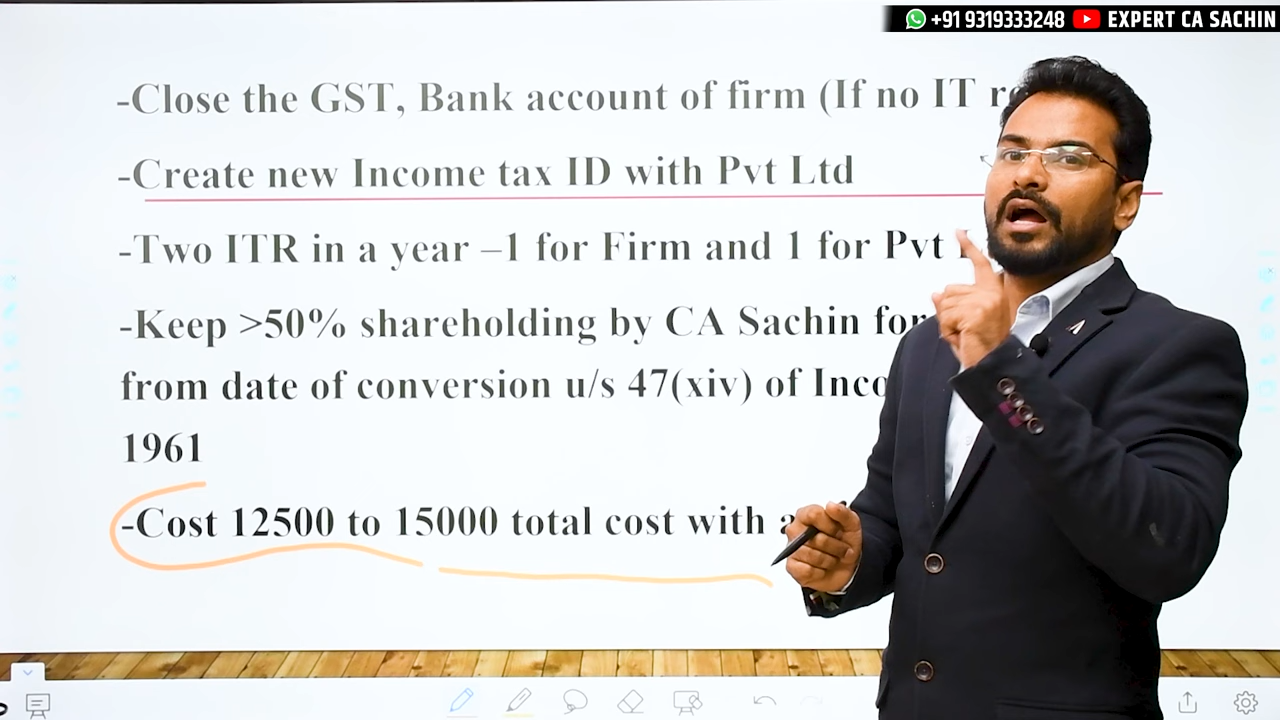 +91 9319333248 EXPERT CA SACHIN
-Close the GST, Bank account of firm (If no IT
-Create new Income tax ID with Pvt Ltd
-Two ITR in a year –1 for Firm and 1 for Pvt
-Keep >50% shareholding by CA Sachin for
from date of conversion u/s 47(xiv) of
1961
-Cost 12500 to 15000 total cost with